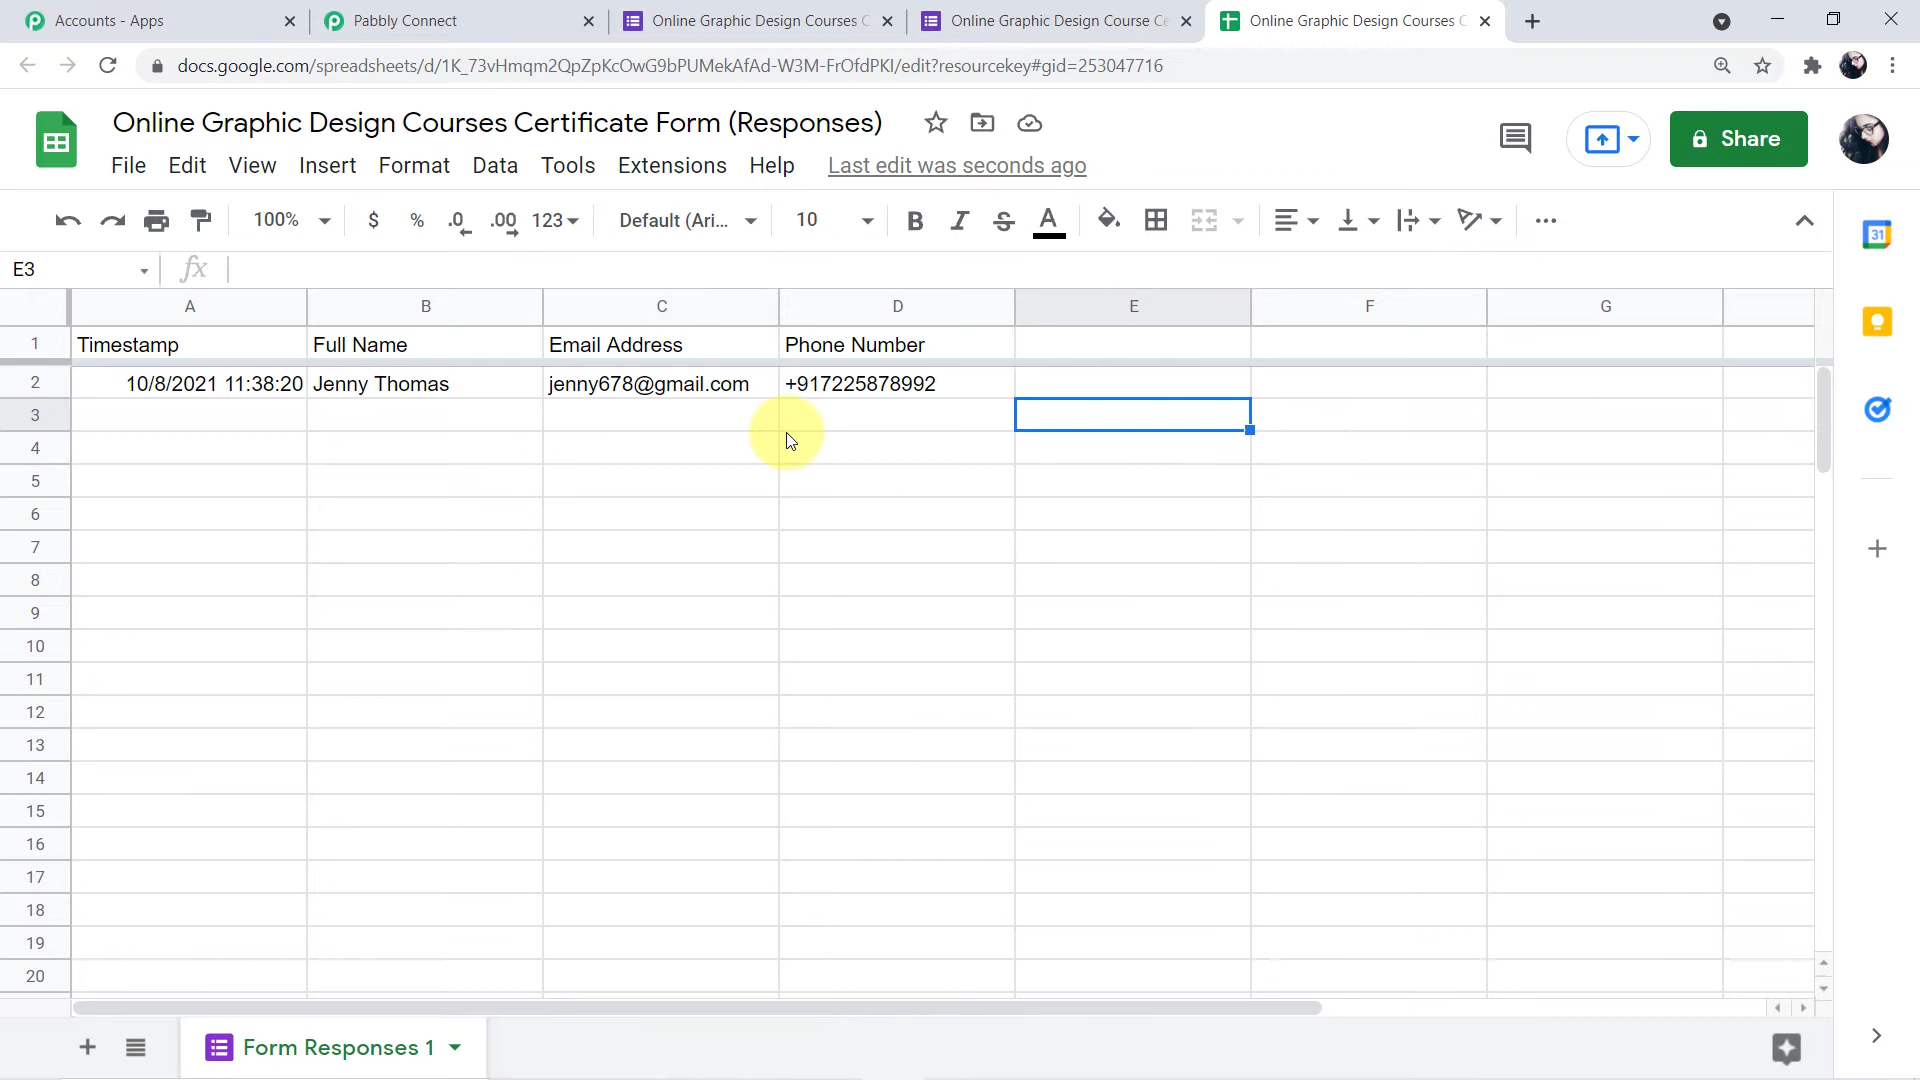 Accounts - Apps
Pabbly Connect
Online Graphic Design Courses C
Online Graphic Design Course Ce
Online Graphic Design Courses C
docs.google.com/spreadsheets/d/1K_73vHmqm2QpZpKcOwG9bPUMekAfAd-W3M-FrOfdPKI/edit?resourcekey#gid=253047716
Online Graphic Design Courses Certificate Form (Responses)
File Edit View Insert Format Data Tools Extensions Help Last edit was seconds ago
Share
100% $ % .0 .00 123 Default (Ari... 10 B I S A
31
E3 fx
A B C D E F G
1 Timestamp Full Name Email Address Phone Number
2 10/8/2021 11:38:20 Jenny Thomas jenny678@gmail.com +917225878992
3
4
5
6
7
8
9
10
11
12
13
14
15
16
17
18
19
20
Form Responses 1